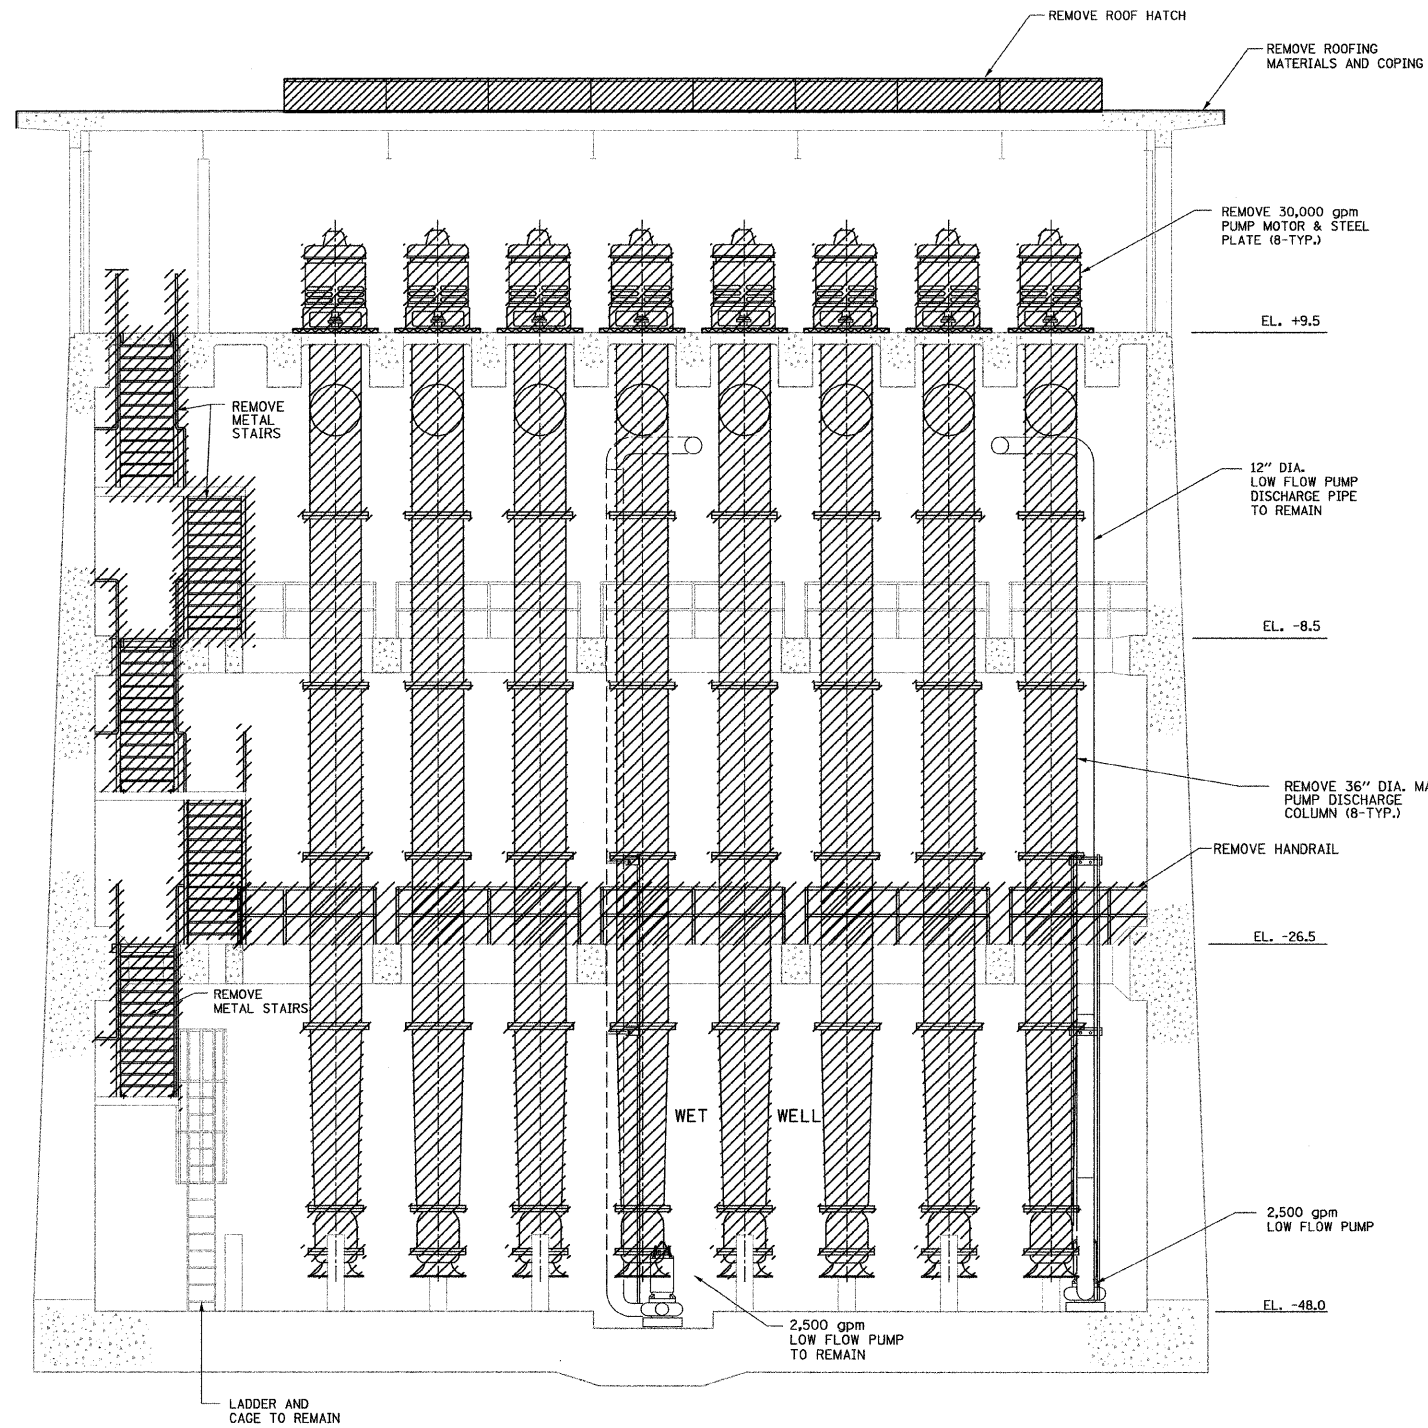 REMOVE ROOF HATCH
REMOVE ROOFING
MATERIALS AND COPING
REMOVE 30,000 gpm
PUMP MOTOR & STEEL
PLATE (8-TYP.)
EL. +9.5
REMOVE
METAL
STAIRS
12" DIA.
LOW FLOW PUMP
DISCHARGE PIPE
TO REMAIN
EL. -8.5
REMOVE 36" DIA. MA
PUMP DISCHARGE
COLUMN (8-TYP.)
REMOVE HANDRAIL
EL. -26.5
REMOVE
METAL STAIRS
WET WELL
2,500 gpm
LOW FLOW PUMP
EL. -48.0
2,500 gpm
LOW FLOW PUMP
TO REMAIN
LADDER AND
CAGE TO REMAIN